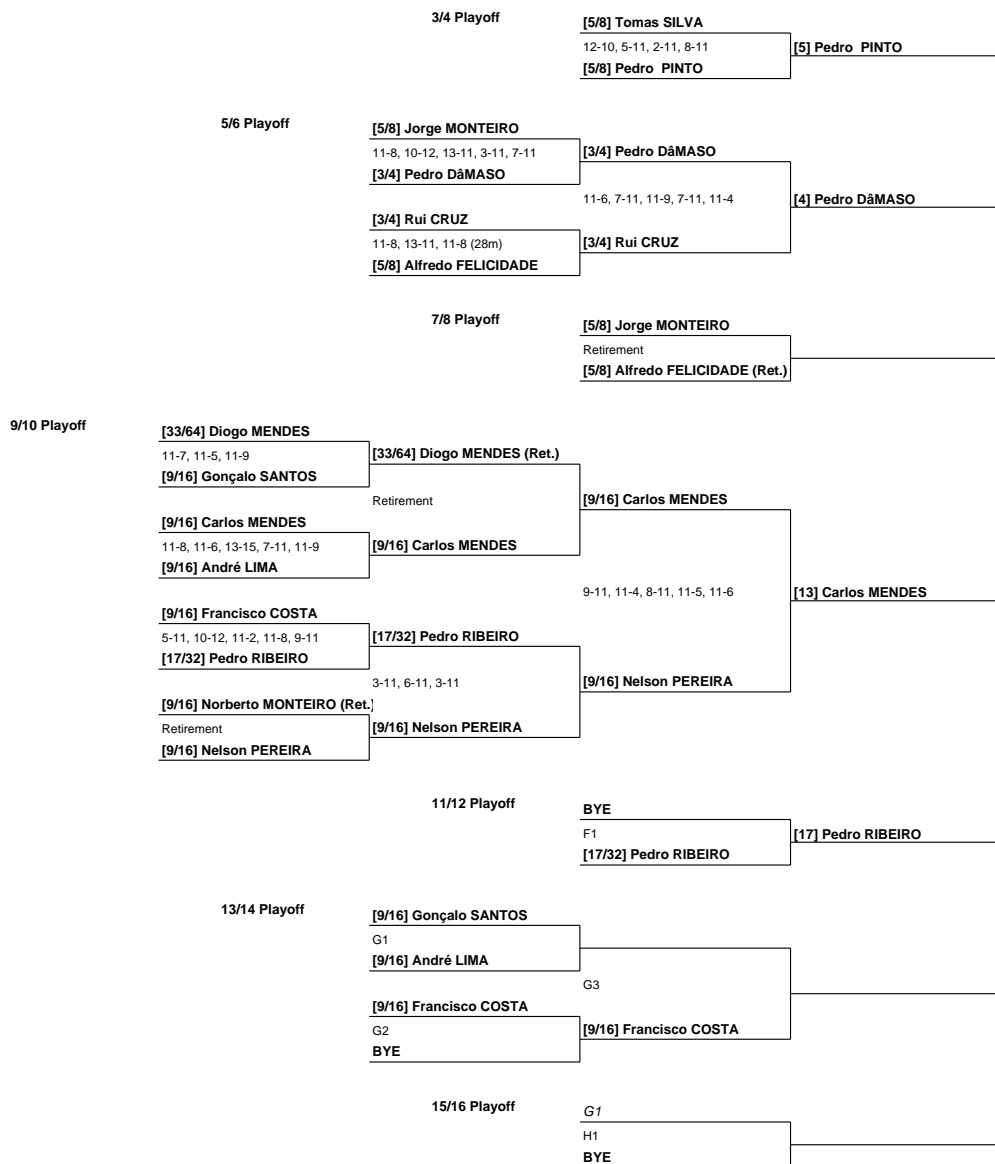 3/4 Playoff
[5/8] Tomas SILVA
12-10, 5-11, 2-11, 8-11
[5] Pedro  PINTO
[5/8] Pedro  PINTO
5/6 Playoff
[5/8] Jorge MONTEIRO
11-8, 10-12, 13-11, 3-11, 7-11
[3/4] Pedro DâMASO
[3/4] Pedro DâMASO
11-6, 7-11, 11-9, 7-11, 11-4
[4] Pedro DâMASO
[3/4] Rui CRUZ
11-8, 13-11, 11-8 (28m)
[3/4] Rui CRUZ
[5/8] Alfredo FELICIDADE
7/8 Playoff
[5/8] Jorge MONTEIRO
Retirement
[5/8] Alfredo FELICIDADE (Ret.)
9/10 Playoff
[33/64] Diogo MENDES
11-7, 11-5, 11-9
[33/64] Diogo MENDES (Ret.)
[9/16] Gonçalo SANTOS
Retirement
[9/16] Carlos MENDES
[9/16] Carlos MENDES
11-8, 11-6, 13-15, 7-11, 11-9
[9/16] Carlos MENDES
[9/16] André LIMA
9-11, 11-4, 8-11, 11-5, 11-6
[13] Carlos MENDES
[9/16] Francisco COSTA
5-11, 10-12, 11-2, 11-8, 9-11
[17/32] Pedro RIBEIRO
[17/32] Pedro RIBEIRO
3-11, 6-11, 3-11
[9/16] Nelson PEREIRA
[9/16] Norberto MONTEIRO (Ret.)
Retirement
[9/16] Nelson PEREIRA
[9/16] Nelson PEREIRA
11/12 Playoff
BYE
F1
[17] Pedro RIBEIRO
[17/32] Pedro RIBEIRO
13/14 Playoff
[9/16] Gonçalo SANTOS
G1
[9/16] André LIMA
G3
[9/16] Francisco COSTA
G2
[9/16] Francisco COSTA
BYE
15/16 Playoff
G1
H1
BYE